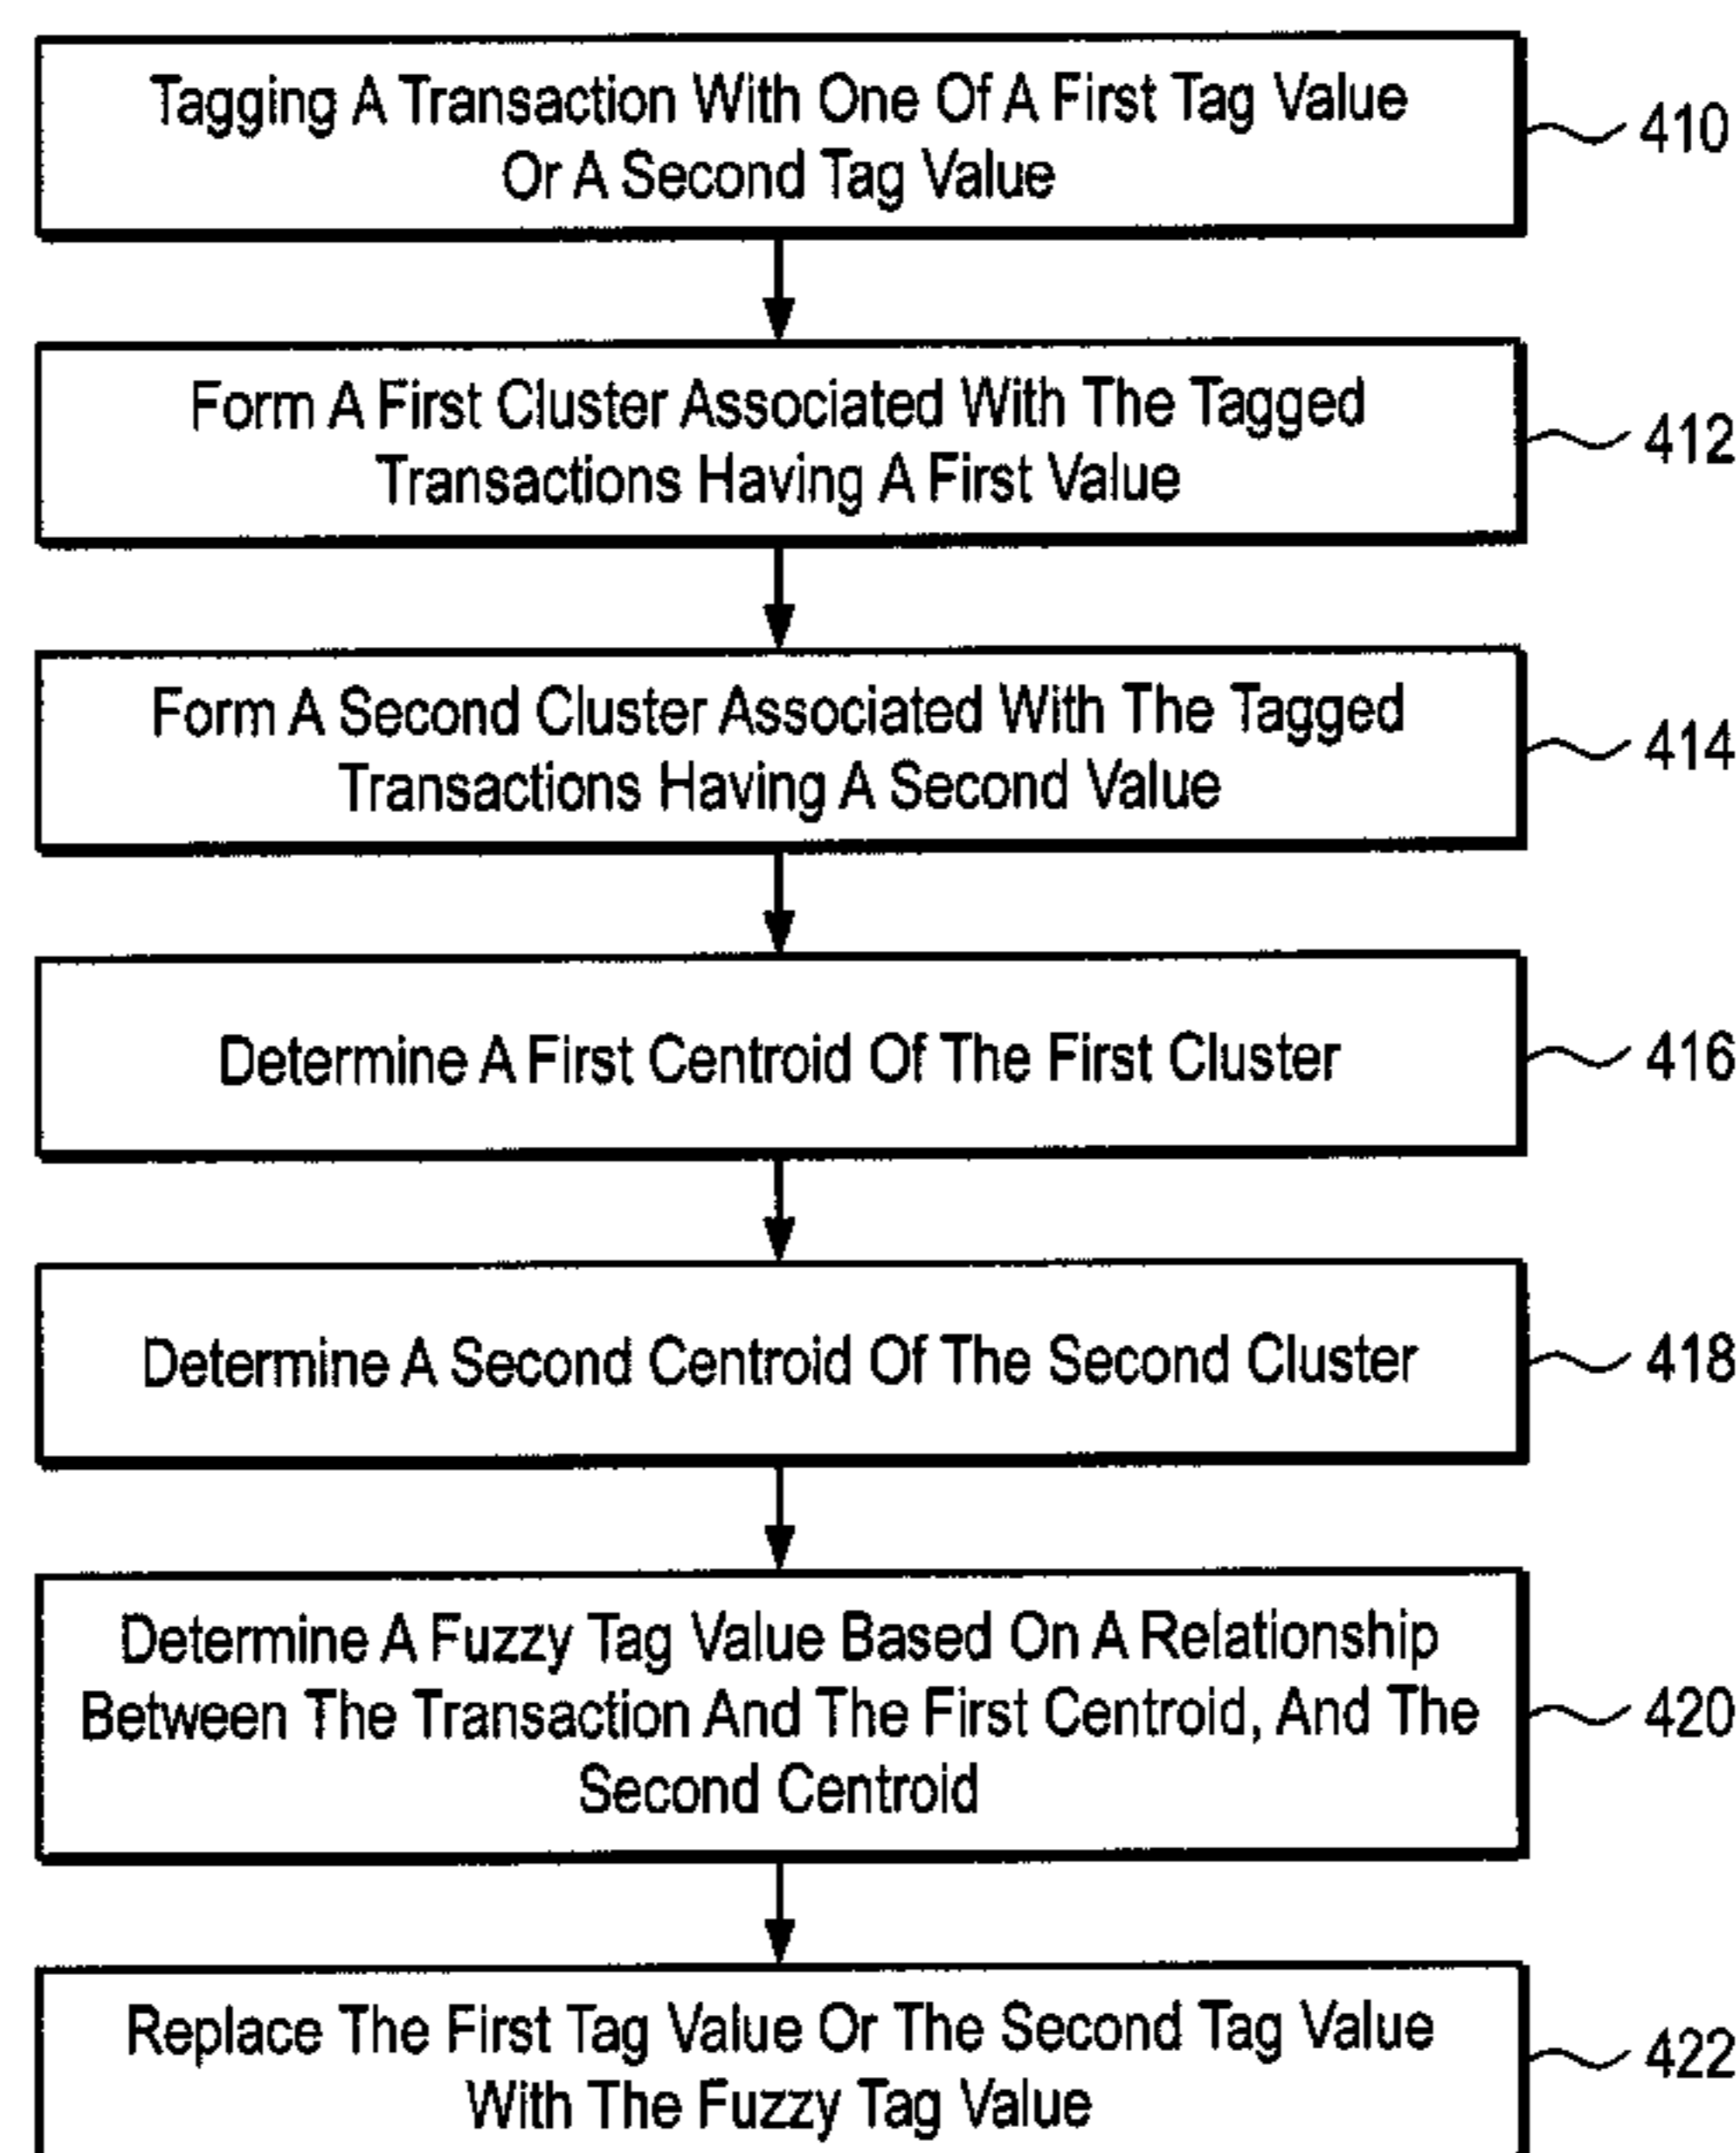 Tagging A Transaction With One Of A First Tag Value
Or A Second Tag Value
410
Form A First Cluster Associated With The Tagged
Transactions Having A First Value
412
Form A Second Cluster Associated With The Tagged
Transactions Having A Second Value
414
Determine A First Centroid Of The First Cluster
416
Determine A Second Centroid Of The Second Cluster
418
Determine A Fuzzy Tag Value Based On A Relationship
Between The Transaction And The First Centroid, And The
Second Centroid
420
Replace The First Tag Value Or The Second Tag Value
With The Fuzzy Tag Value
422